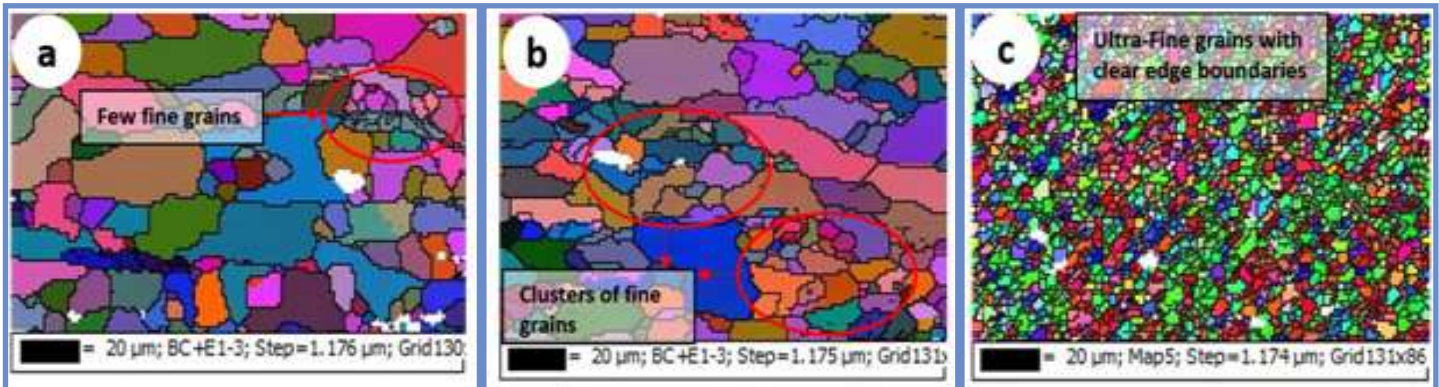 a
Few fine grains
= 20 µm; BC+E1-3; Step=1.176 µm; Grid130
b
Clusters of fine
grains
= 20 µm; BC+E1-3; Step=1.175 µm; Grid131
c
Ultra-Fine grains with
clear edge boundaries
= 20 µm; Map5; Step=1.174 µm; Grid131x86